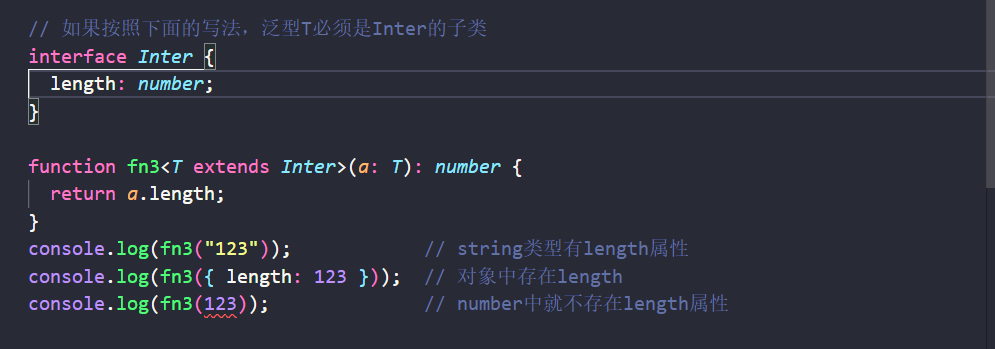 // 如果按照下面的写法，泛型T必须是Inter的子类
interface Inter {
  length: number;
}
function fn3<T extends Inter>(a: T): number {
  return a.length;
}
console.log(fn3("123"));            // string类型有length属性
console.log(fn3({ length: 123 }));  // 对象中存在length
console.log(fn3(123));              // number中就不存在length属性